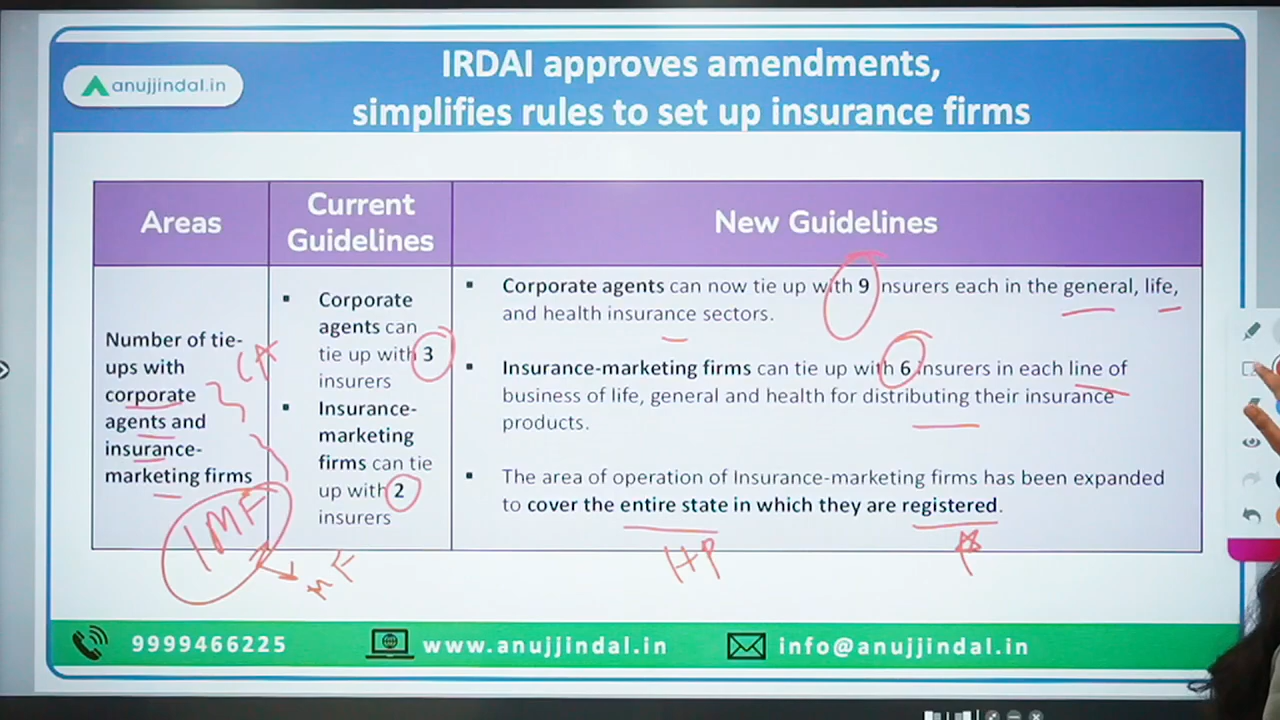 IRDAI approves amendments,
simplifies rules to set up insurance firms
anujjindal.in
Areas
Current
Guidelines
New Guidelines
Number of tie-
ups with
corporate
agents and
insurance-
marketing firms
▪ Corporate
agents can
tie up with 3
insurers
▪ Insurance-
marketing
firms can tie
up with 2
insurers
▪ Corporate agents can now tie up with 9 insurers each in the general, life,
and health insurance sectors.
▪ Insurance-marketing firms can tie up with 6 insurers in each line of
business of life, general and health for distributing their insurance
products.
▪ The area of operation of Insurance-marketing firms has been expanded
to cover the entire state in which they are registered.
IMF
MF
HP
9999466225
www.anujjindal.in
info@anujjindal.in